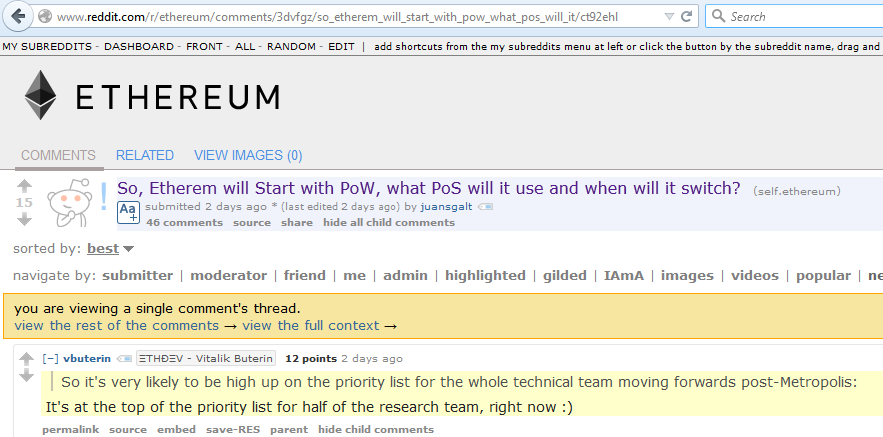 www.reddit.com/r/ethereum/comments/3dvfgz/so_etherem_will_start_with_pow_what_pos_will_it/ct92ehl
Search
MY SUBREDDITS - DASHBOARD - FRONT - ALL - RANDOM - EDIT | add shortcuts from the my subreddits menu at left or click the button by the subreddit name, drag and
ETHEREUM
COMMENTS RELATED VIEW IMAGES (0)
15
So, Etherem will Start with PoW, what PoS will it use and when will it switch? (self.ethereum)
Aa+ submitted 2 days ago * (last edited 2 days ago) by juansgalt
46 comments source share hide all child comments
sorted by: best
navigate by: submitter | moderator | friend | me | admin | highlighted | gilded | IAmA | images | videos | popular | ne
you are viewing a single comment's thread.
view the rest of the comments → view the full context →
[–] vbuterin ΞTHÐΞV - Vitalik Buterin 12 points 2 days ago
So it's very likely to be high up on the priority list for the whole technical team moving forwards post-Metropolis:
It's at the top of the priority list for half of the research team, right now :)
permalink source embed save-RES parent hide child comments